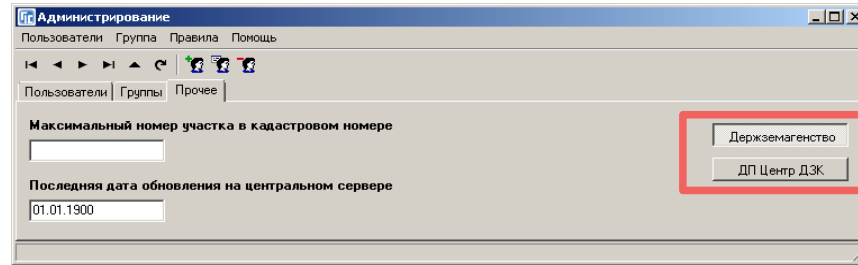 Администрирование
Пользователи Группа Правила Помощь
Пользователи Группы Прочее
Максимальный номер участка в кадастровом номере
Держземагенство
ДП Центр ДЗК
Последняя дата обновления на центральном сервере
01.01.1900